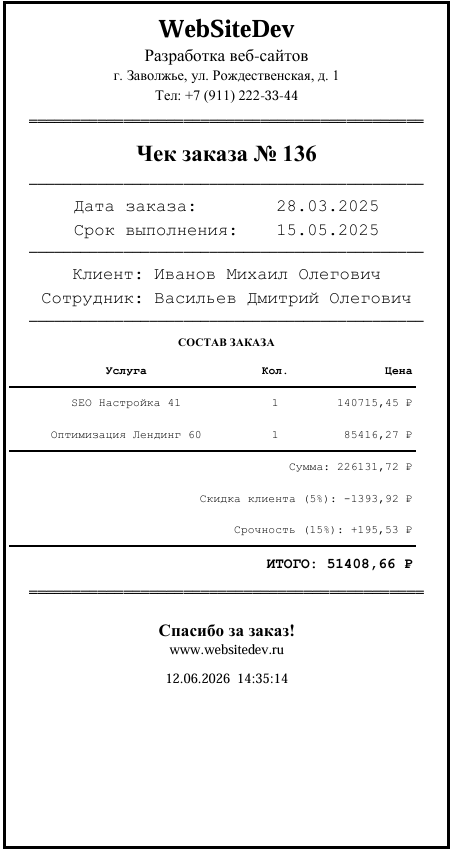 WebSiteDev
Разработка веб-сайтов
г. Заволжье, ул. Рождественская, д. 1
Тел: +7 (911) 222-33-44
Чек заказа № 136
Дата заказа: 28.03.2025
Срок выполнения: 15.05.2025
Клиент: Иванов Михаил Олегович
Сотрудник: Васильев Дмитрий Олегович
СОСТАВ ЗАКАЗА
Услуга Кол. Цена
SEO Настройка 41 1 140715,45 ₽
Оптимизация Лендинг 60 1 85416,27 ₽
Сумма: 226131,72 ₽
Скидка клиента (5%): -1393,92 ₽
Срочность (15%): +195,53 ₽
ИТОГО: 51408,66 ₽
Спасибо за заказ!
www.websitedev.ru
12.06.2026 14:35:14